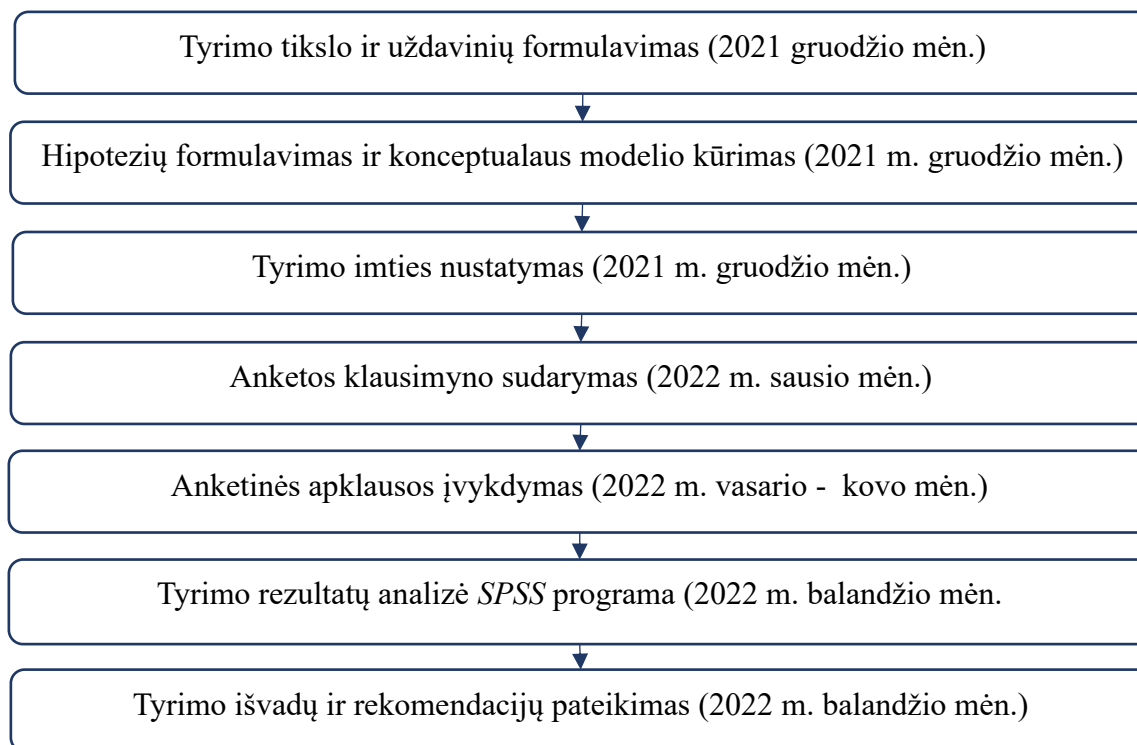 Tyrimo tikslo ir uždavinių formulavimas (2021 gruodžio mėn.)
Hipotezių formulavimas ir konceptualaus modelio kūrimas (2021 m. gruodžio mėn.)
Tyrimo imties nustatymas (2021 m. gruodžio mėn.)
Anketos klausimyno sudarymas (2022 m. sausio mėn.)
Anketinės apklausos įvykdymas (2022 m. vasario -  kovo mėn.)
Tyrimo rezultatų analizė SPSS programa (2022 m. balandžio mėn.
Tyrimo išvadų ir rekomendacijų pateikimas (2022 m. balandžio mėn.)